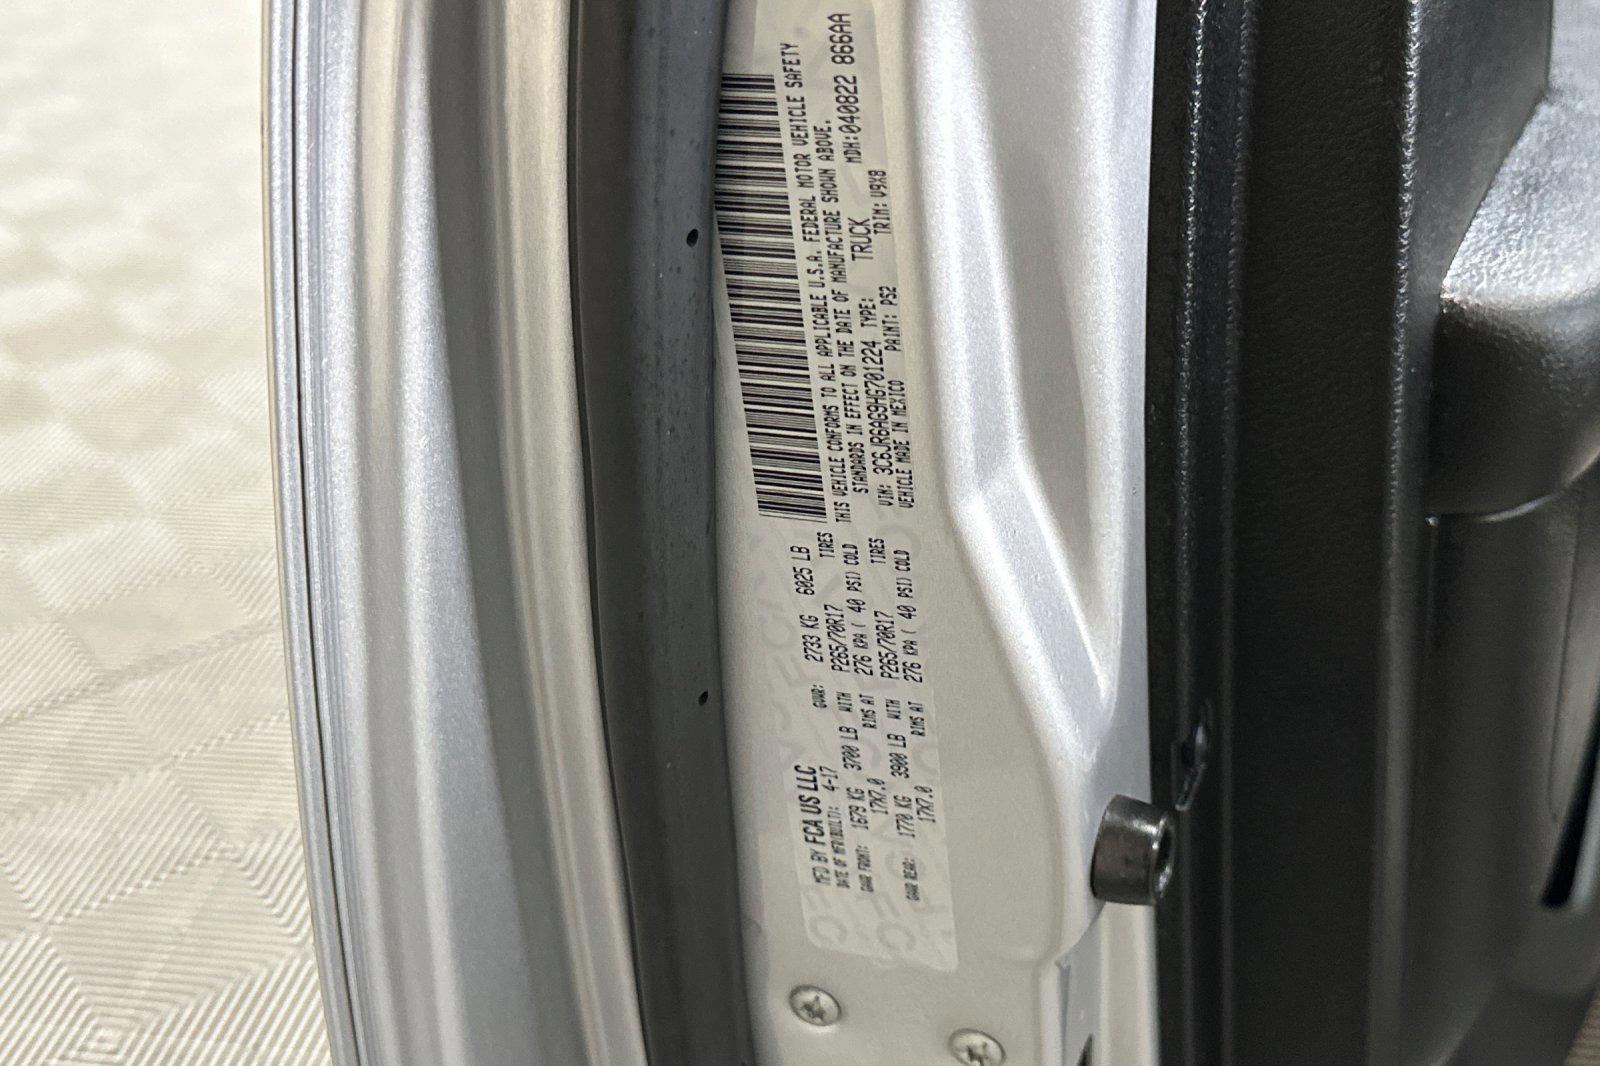 MFD BY FCA US LLC
DATE OF MFR(BUILT): 4-17 GVWR: 2733 KG 6025 LB
GAWR FRONT: 1679 KG 3700 LB WITH P265/70R17 TIRES
17X7.0 RIMS AT 276 KPA ( 40 PSI) COLD
GAWR REAR: 1770 KG 3900 LB WITH P265/70R17 TIRES
17X7.0 RIMS AT 276 KPA ( 40 PSI) COLD
THIS VEHICLE CONFORMS TO ALL APPLICABLE U.S.A. FEDERAL MOTOR VEHICLE SAFETY
STANDARDS IN EFFECT ON THE DATE OF MANUFACTURE SHOWN ABOVE.
VIN: 3C6JR6AG9HG701224 TYPE: TRUCK MDH:040822 866AA
VEHICLE MADE IN MEXICO PAINT: PS2 TRIM: V9X8